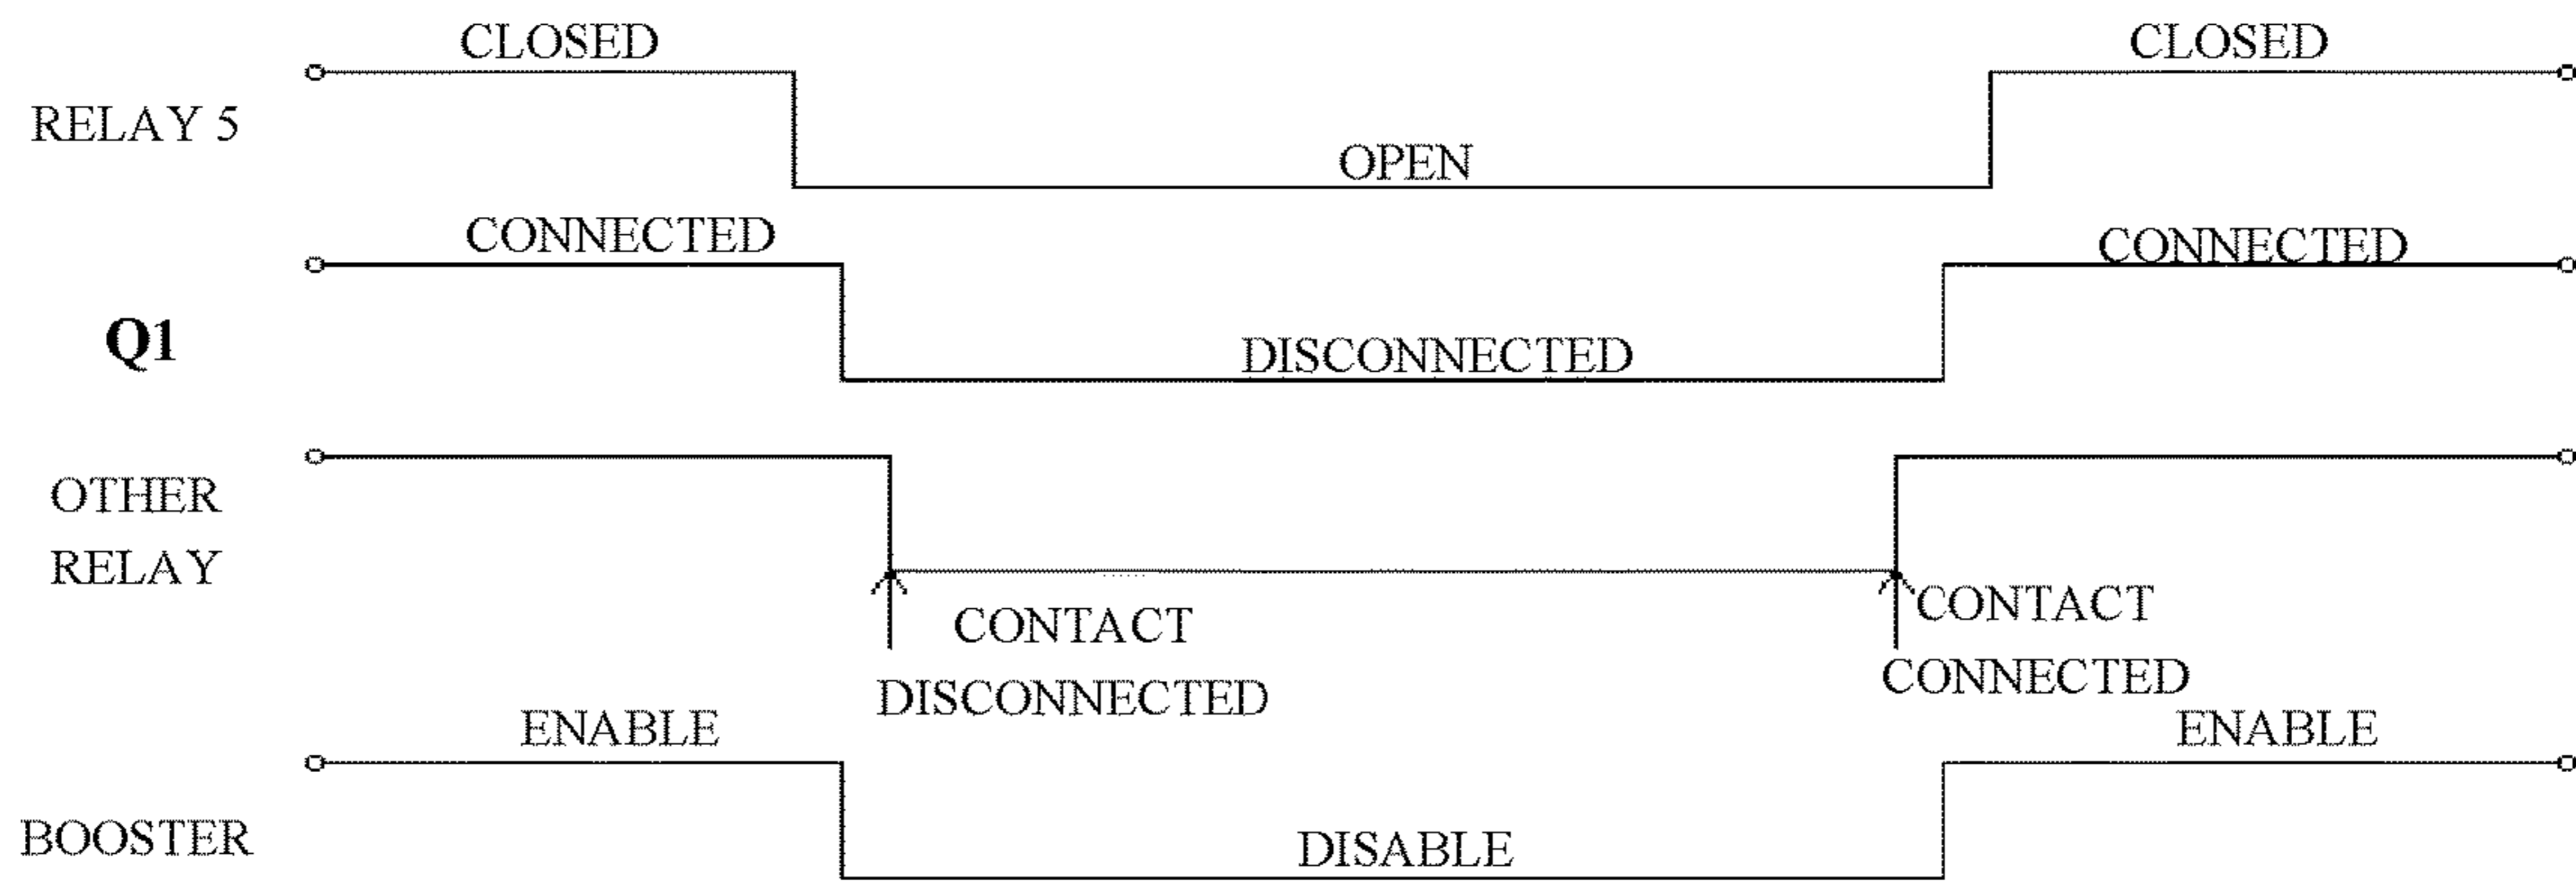 CLOSED CLOSED
RELAY 5
OPEN
CONNECTED CONNECTED
Q1
DISCONNECTED
OTHER
RELAY
CONTACT
DISCONNECTED
CONTACT
CONNECTED
ENABLE ENABLE
BOOSTER
DISABLE